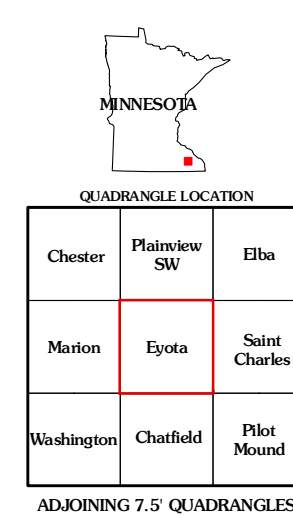 MINNESOTA
QUADRANGLE LOCATION
Chester
Plainview
SW
Elba
Marion
Eyota
Saint
Charles
Washington
Chatfield
Pilot
Mound
ADJOINING 7.5' QUADRANGLES